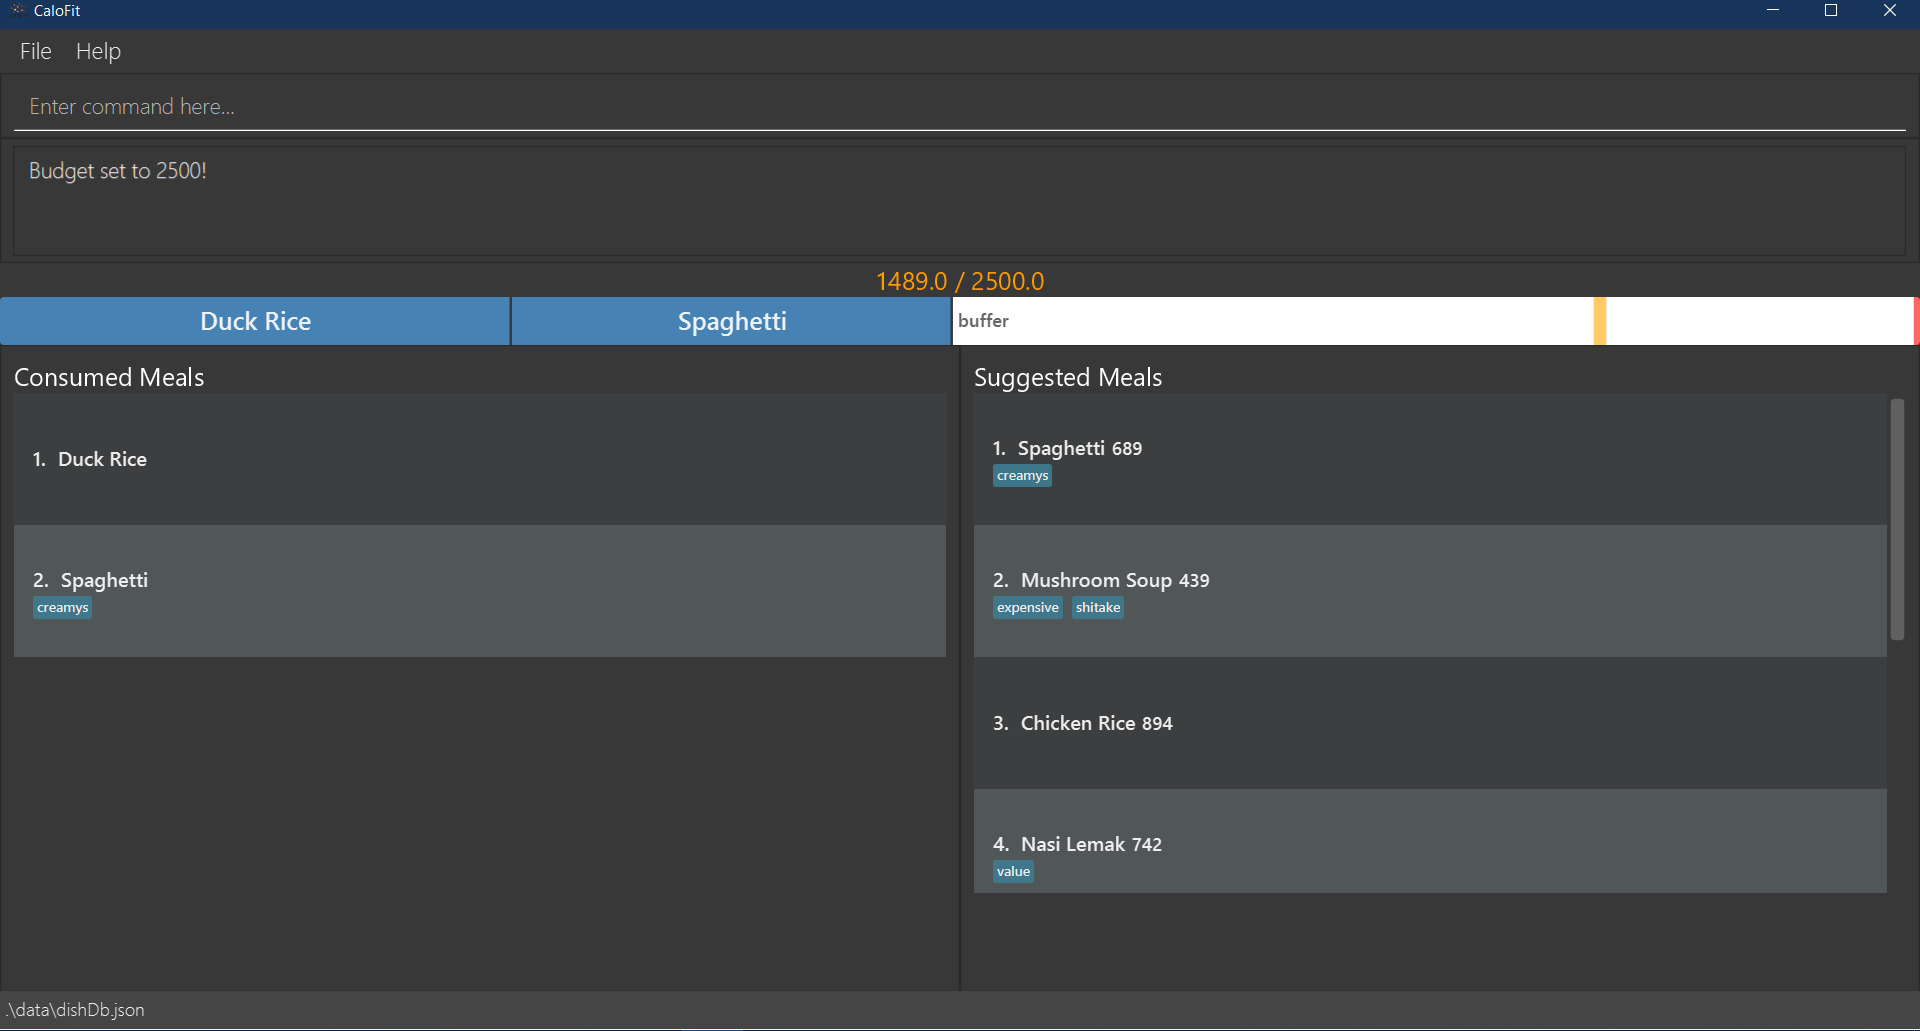 CaloFit
File Help
Enter command here...
Budget set to 2500!
1489.0 / 2500.0
Duck Rice Spaghetti buffer
Consumed Meals
1. Duck Rice
2. Spaghetti
creamys
Suggested Meals
1. Spaghetti 689
creamys
2. Mushroom Soup 439
expensive shitake
3. Chicken Rice 894
4. Nasi Lemak 742
value
.\data\dishDb.json